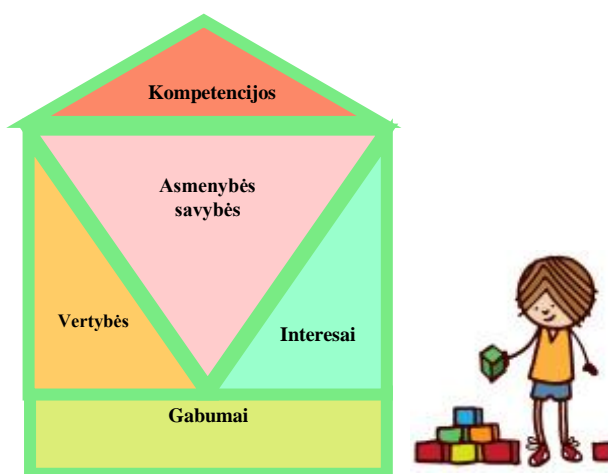 Kompetencijos
Asmenybės
savybės
Vertybės
Interesai
Gabumai